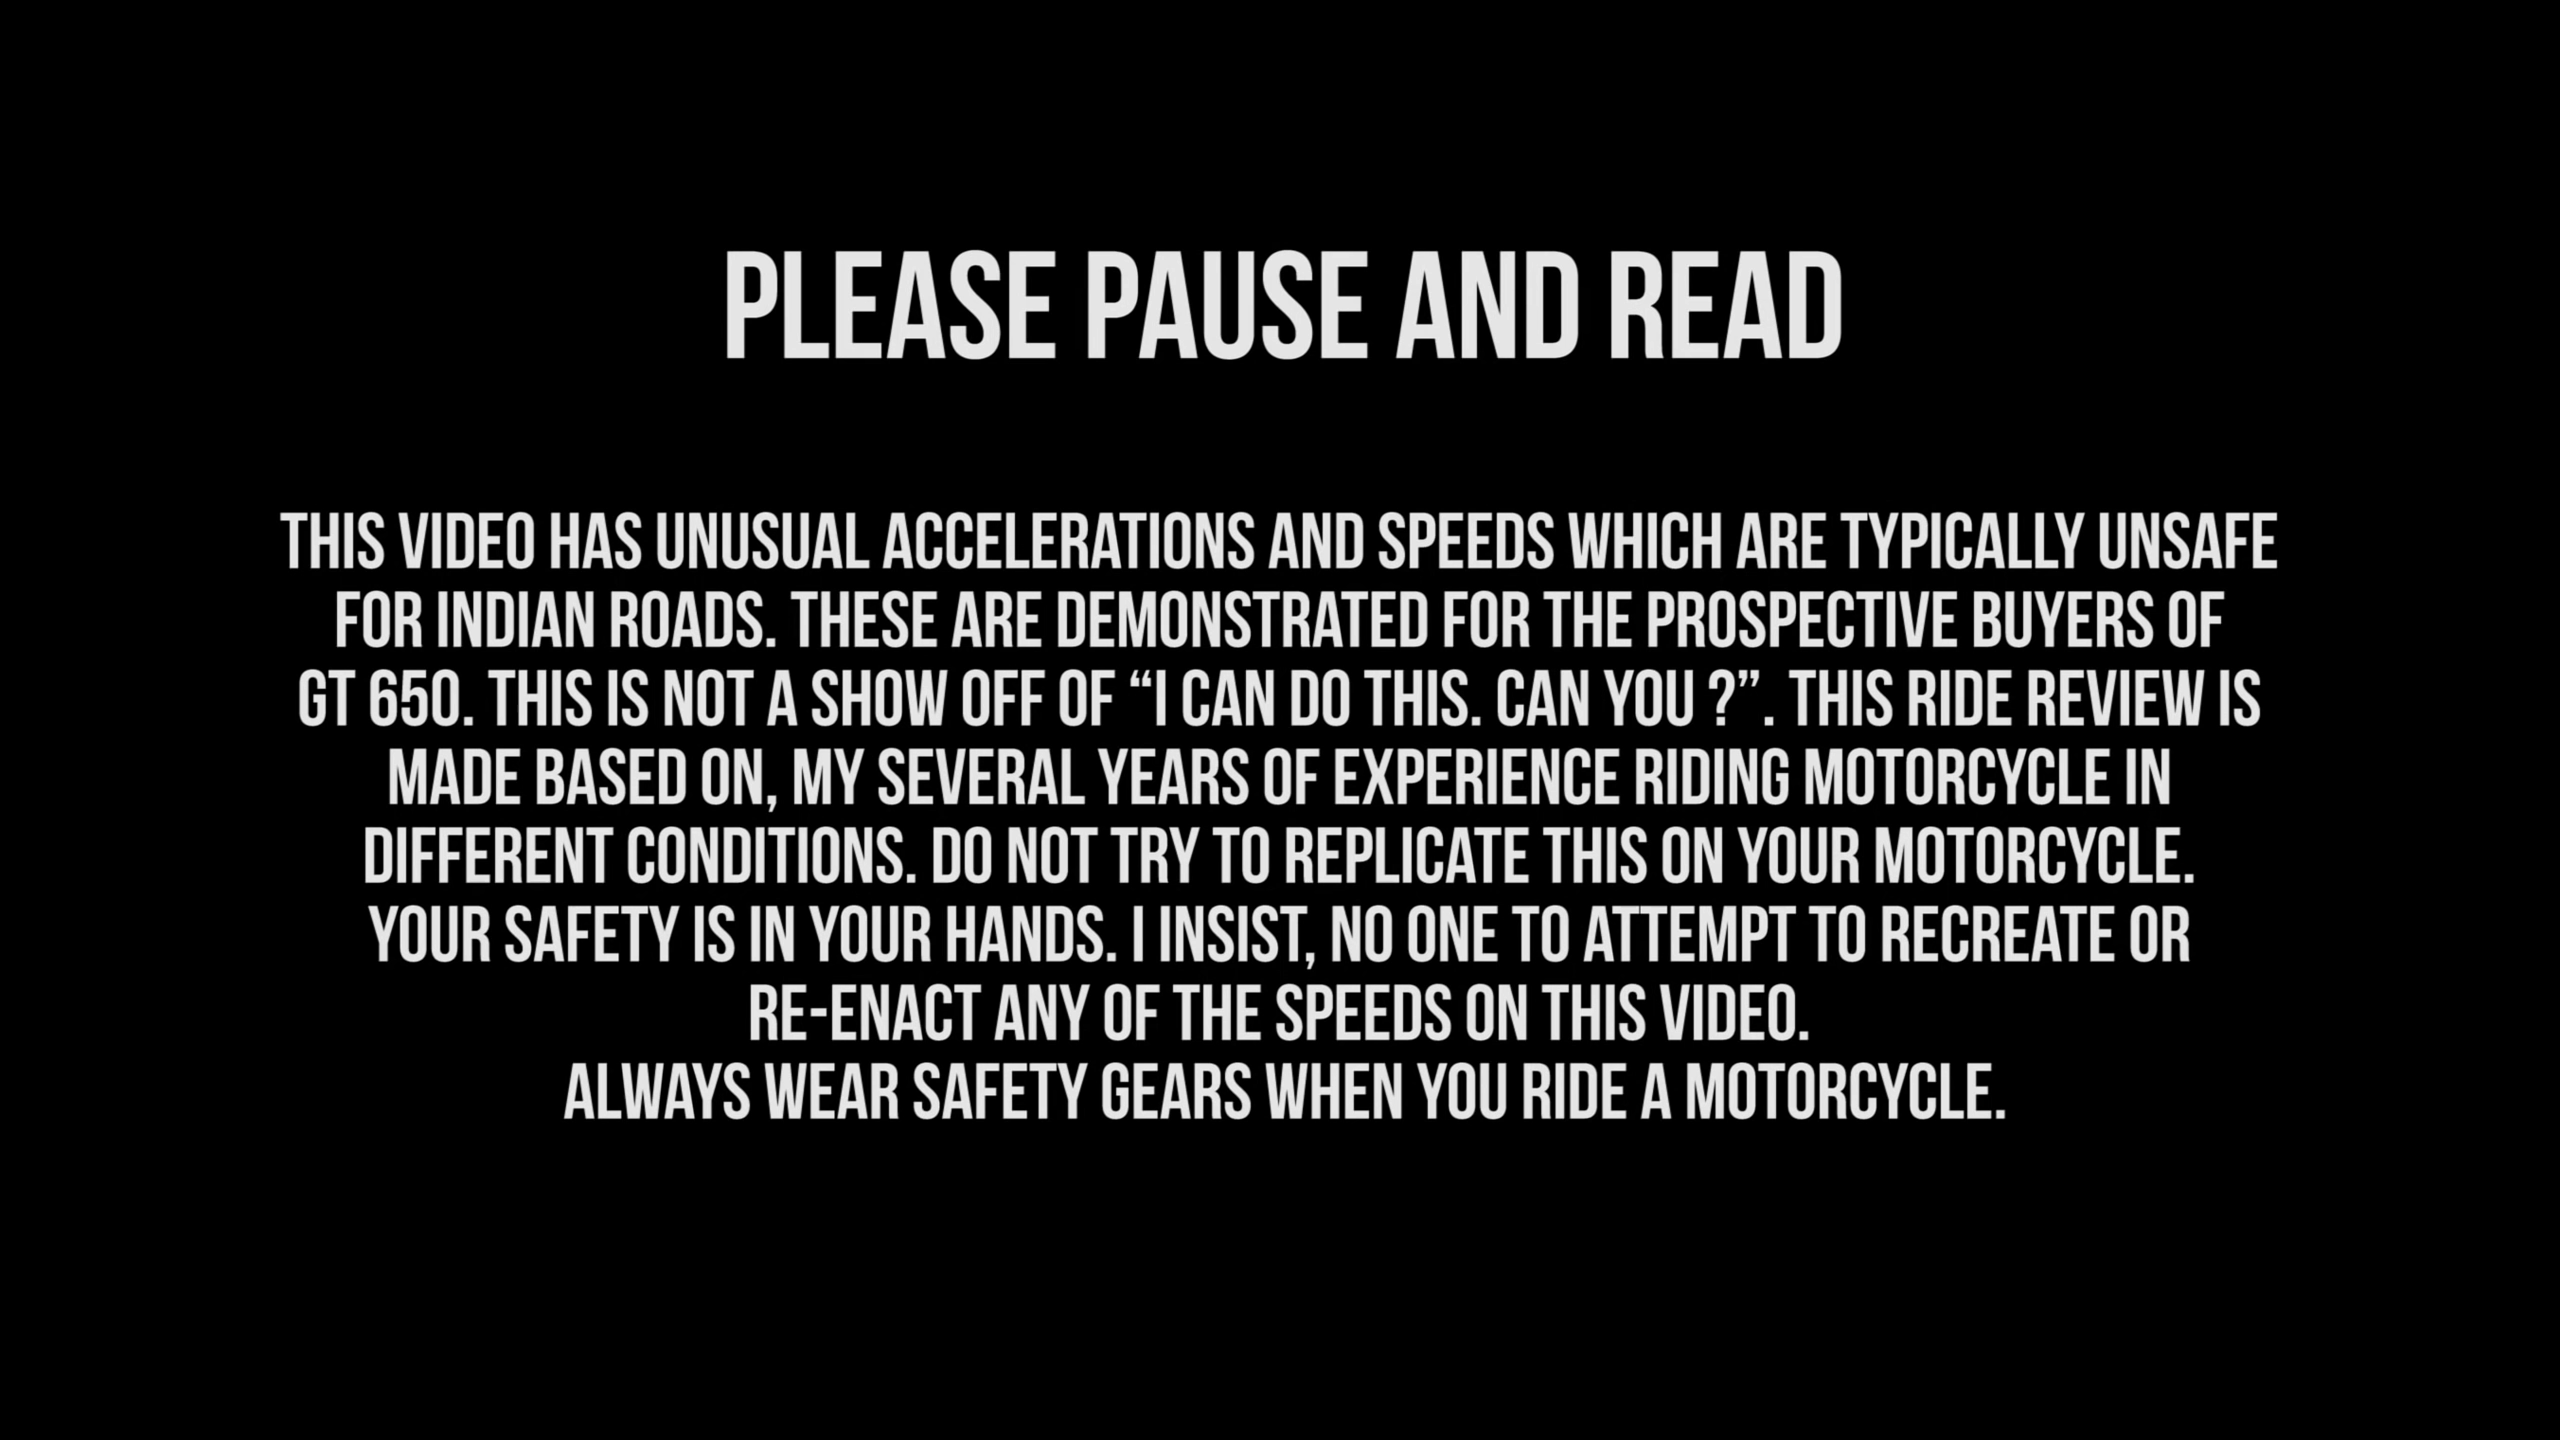 PLEASE PAUSE AND READ
THIS VIDEO HAS UNUSUAL ACCELERATIONS AND SPEEDS WHICH ARE TYPICALLY UNSAFE
FOR INDIAN ROADS. THESE ARE DEMONSTRATED FOR THE PROSPECTIVE BUYERS OF
GT 650. THIS IS NOT A SHOW OFF OF “I CAN DO THIS. CAN YOU ?”. THIS RIDE REVIEW IS
MADE BASED ON, MY SEVERAL YEARS OF EXPERIENCE RIDING MOTORCYCLE IN
DIFFERENT CONDITIONS. DO NOT TRY TO REPLICATE THIS ON YOUR MOTORCYCLE.
YOUR SAFETY IS IN YOUR HANDS. I INSIST, NO ONE TO ATTEMPT TO RECREATE OR
RE-ENACT ANY OF THE SPEEDS ON THIS VIDEO.
ALWAYS WEAR SAFETY GEARS WHEN YOU RIDE A MOTORCYCLE.